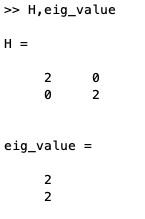 >> H,eig_value
H =
2 0
0 2
eig_value =
2
2